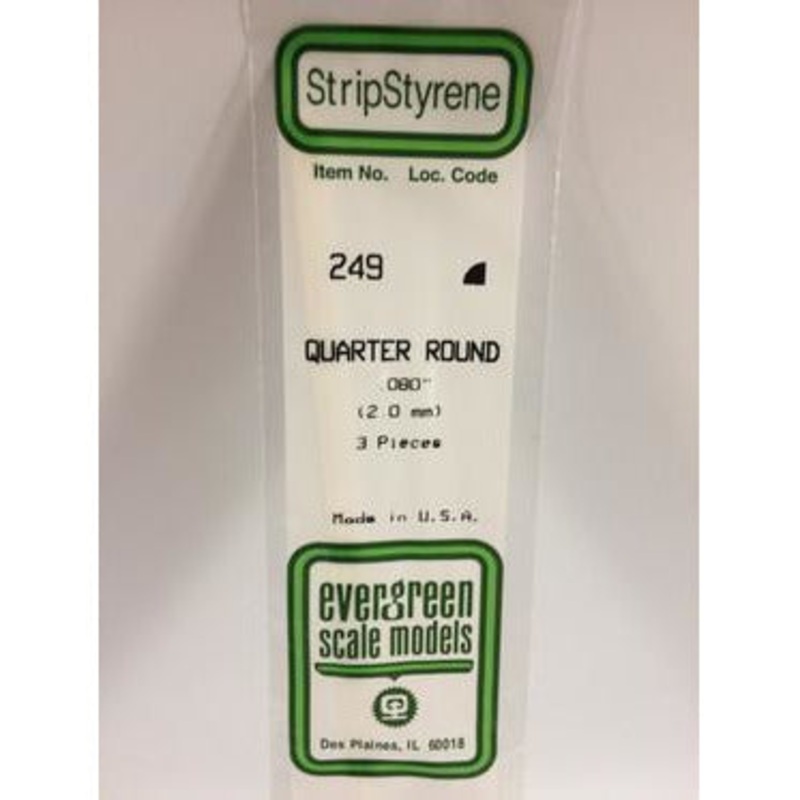 StripStyrene
Item No. Loc. Code
249
QUARTER ROUND
.080"
(2.0 mm)
3 Pieces
Made in U.S.A.
evergreen
scale models
Des Plaines, IL 60018